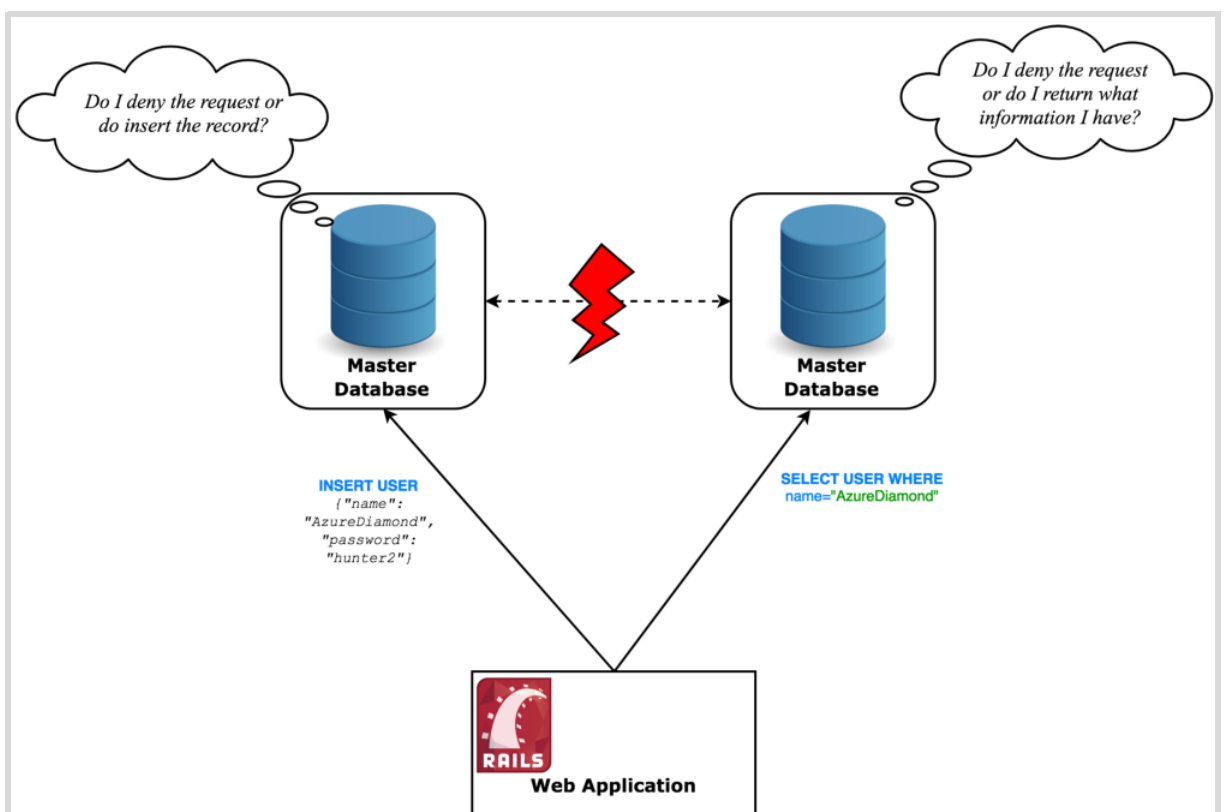 Do I deny the request or
do insert the record?
Do I deny the request
or do I return what
information I have?
Master
Database
Master
Database
INSERT USER
{"name":
"AzureDiamond",
"password":
"hunter2"}
SELECT USER WHERE
name="AzureDiamond"
RAILS
Web Application